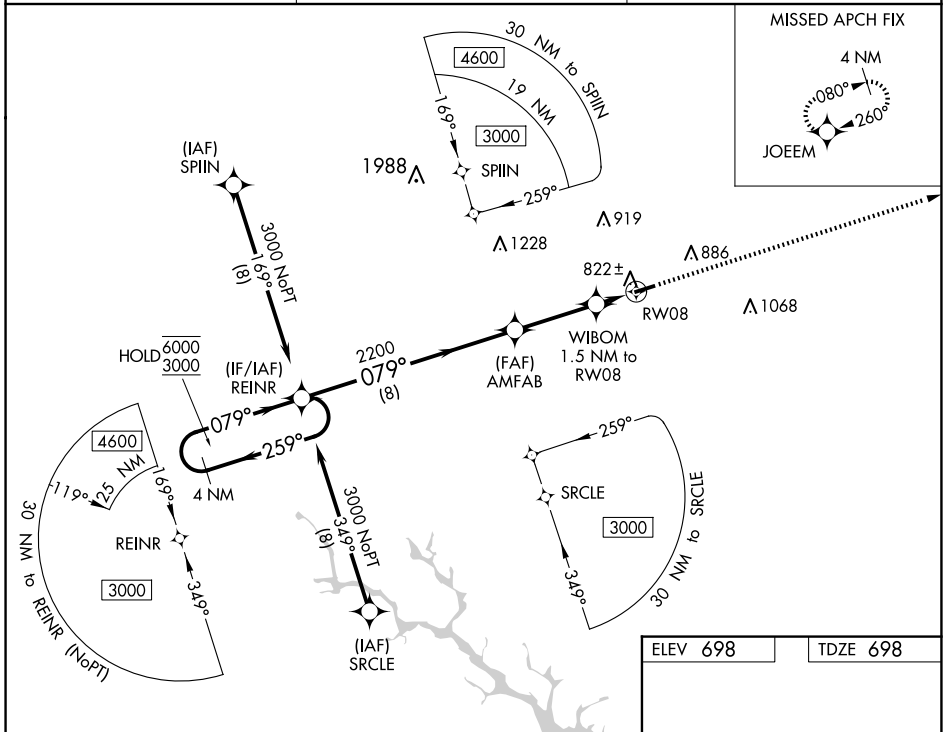 MISSED APCH FIX
4 NM
080°
260°
JOEEM
30 NM to SPIIN
4600
19 NM
169°
3000
SPIIN
259°
(IAF)
SPIIN
1988
919
1228
3000 NoPT
169°
(8)
822±
886
RW08
1068
WIBOM
1.5 NM to
RW08
HOLD
6000
3000
(IF/IAF)
REINR
2200
079°
(8)
(FAF)
AMFAB
079°
259°
4 NM
4600
119°
25 NM
169°
REINR
3000
349°
30 NM to REINR (NoPT)
3000 NoPT
349°
(8)
(IAF)
SRCLE
259°
SRCLE
3000
349°
30 NM to SRCLE
ELEV 698
TDZE 698